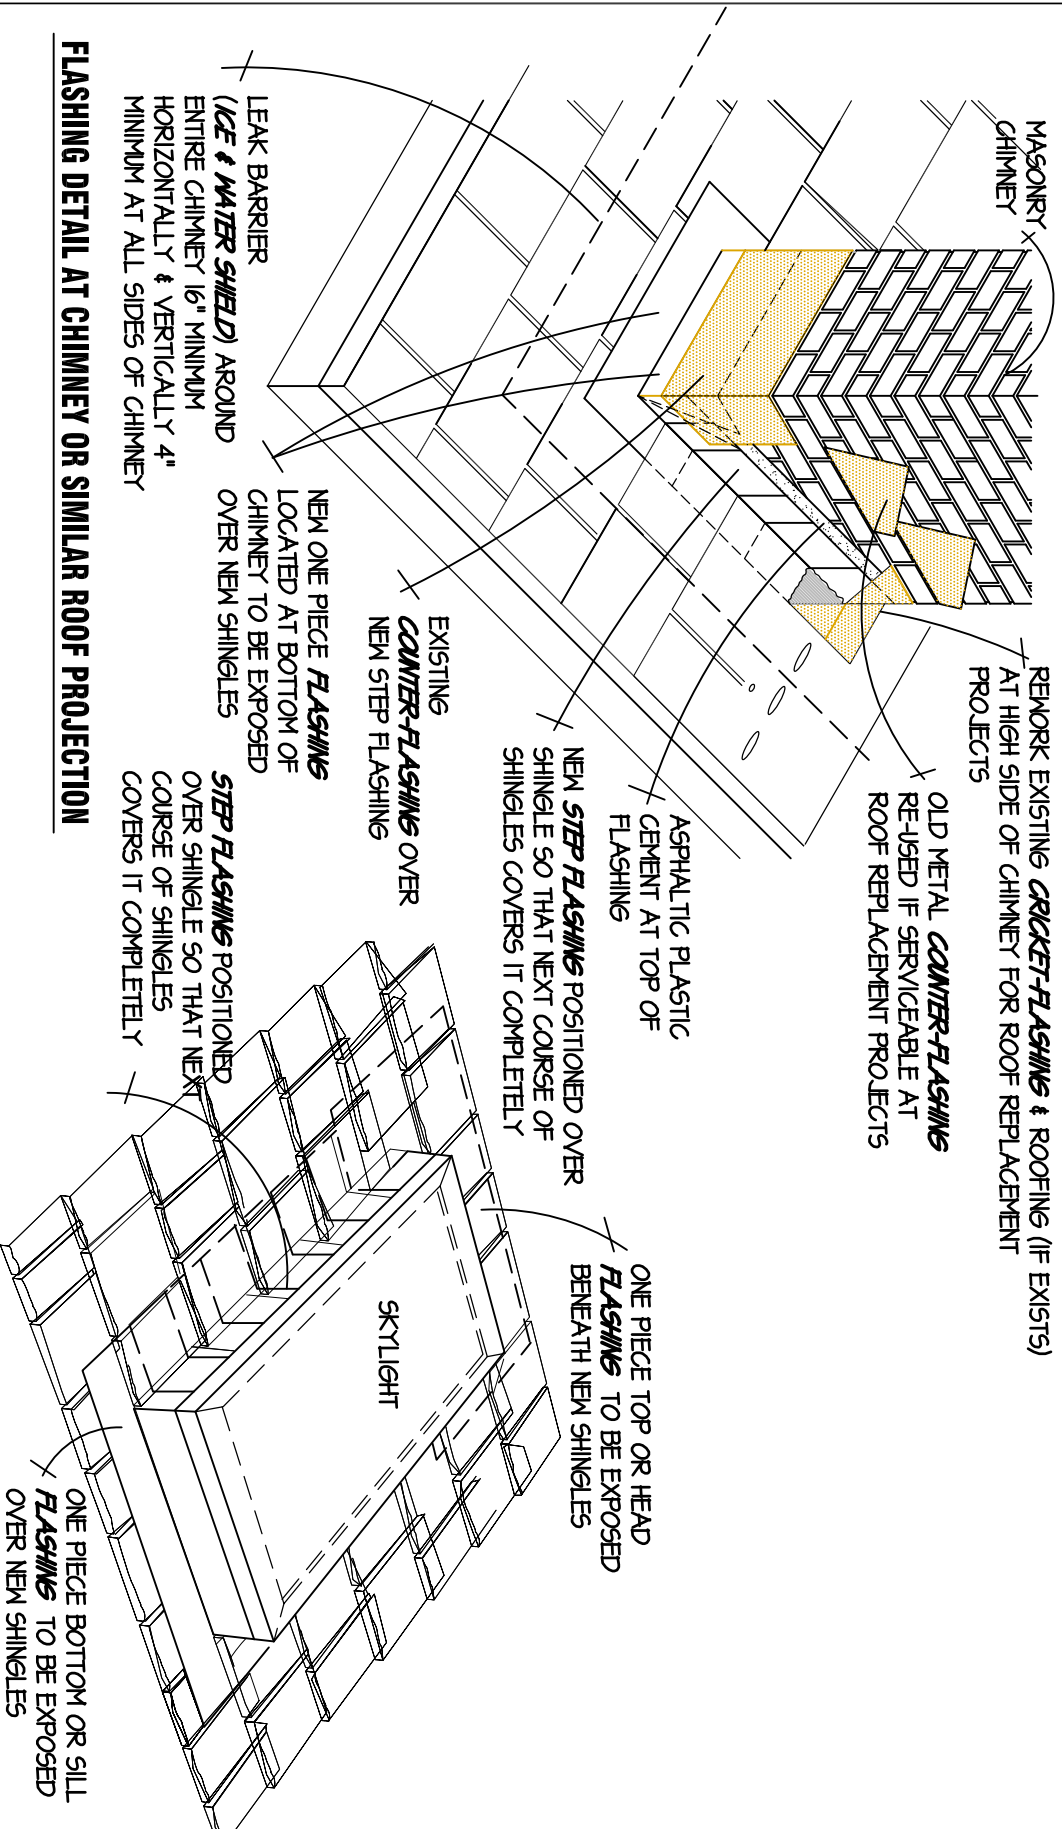 MASONRY
CHIMNEY
REWORK EXISTING CRICKET-FLASHING & ROOFING (IF EXISTS)
AT HIGH SIDE OF CHIMNEY FOR ROOF REPLACEMENT
PROJECTS
OLD METAL COUNTER-FLASHING
RE-USED IF SERVICEABLE AT
ROOF REPLACEMENT PROJECTS
ASPHALTIC PLASTIC
CEMENT AT TOP OF
FLASHING
NEW STEP FLASHING POSITIONED OVER
SHINGLE SO THAT NEXT COURSE OF
SHINGLES COVERS IT COMPLETELY
EXISTING
COUNTER-FLASHING OVER
NEW STEP FLASHING
NEW ONE PIECE FLASHING
LOCATED AT BOTTOM OF
CHIMNEY TO BE EXPOSED
OVER NEW SHINGLES
LEAK BARRIER
(ICE & WATER SHIELD) AROUND
ENTIRE CHIMNEY 16" MINIMUM
HORIZONTALLY & VERTICALLY 4"
MINIMUM AT ALL SIDES OF CHIMNEY
ONE PIECE TOP OR HEAD
FLASHING TO BE EXPOSED
BENEATH NEW SHINGLES
SKYLIGHT
STEP FLASHING POSITIONED
OVER SHINGLE SO THAT NEXT
COURSE OF SHINGLES
COVERS IT COMPLETELY
ONE PIECE BOTTOM OR SILL
FLASHING TO BE EXPOSED
OVER NEW SHINGLES
FLASHING DETAIL AT CHIMNEY OR SIMILAR ROOF PROJECTION